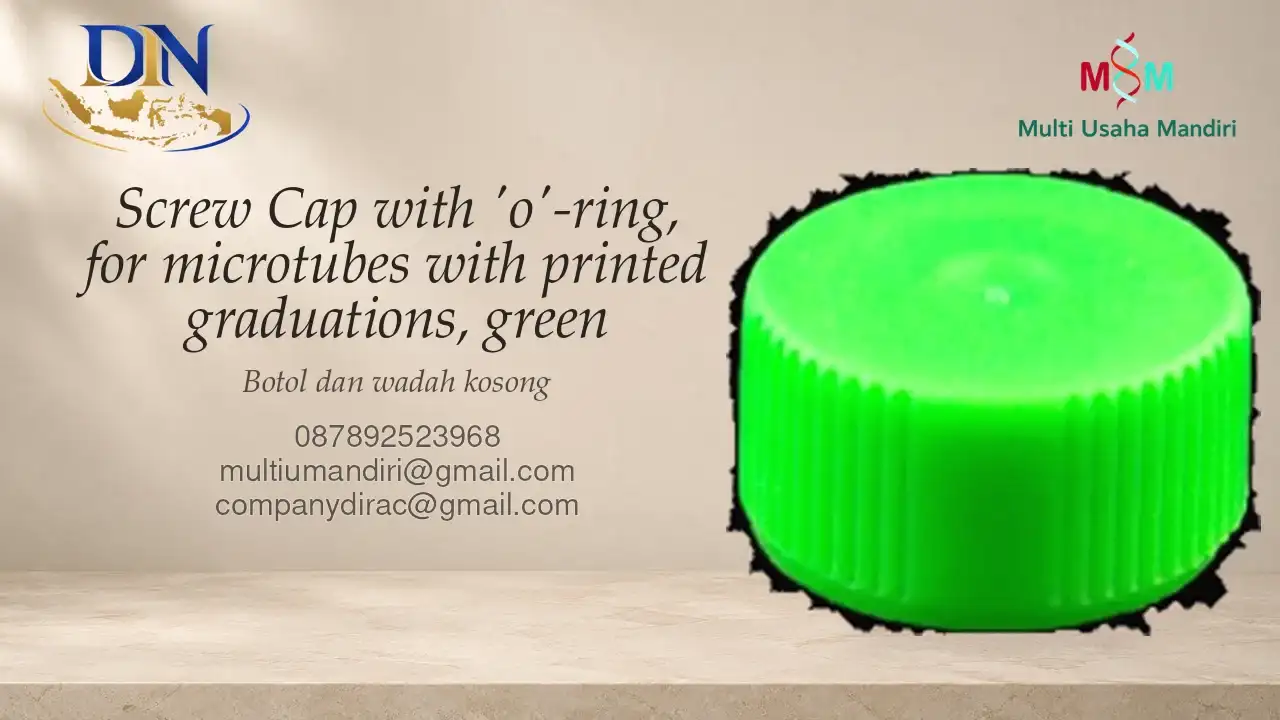 DN
MSM
Multi Usaha Mandiri
Screw Cap with 'o'-ring,
for microtubes with printed
graduations, green
Botol dan wadah kosong
087892523968
multiumandiri@gmail.com
companydirac@gmail.com